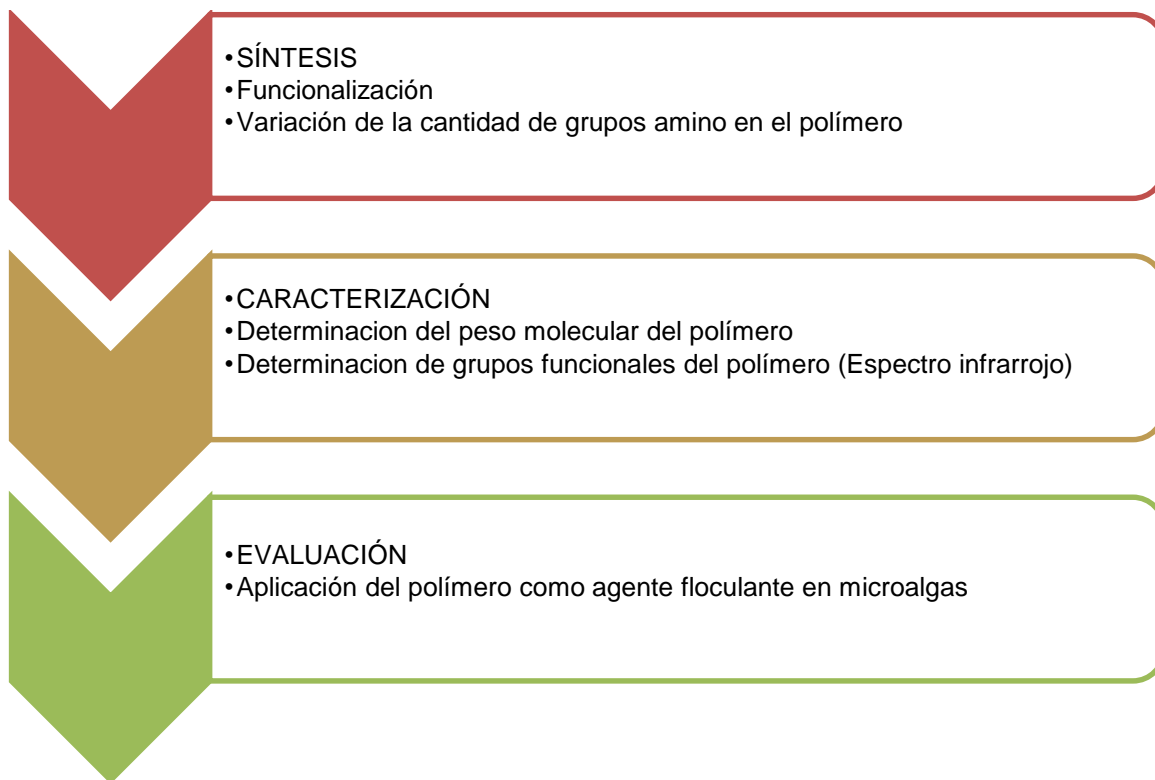 •SÍNTESIS
•Funcionalización
•Variación de la cantidad de grupos amino en el polímero
•CARACTERIZACIÓN
•Determinacion del peso molecular del polímero
•Determinacion de grupos funcionales del polímero (Espectro infrarrojo)
•EVALUACIÓN
•Aplicación del polímero como agente floculante en microalgas